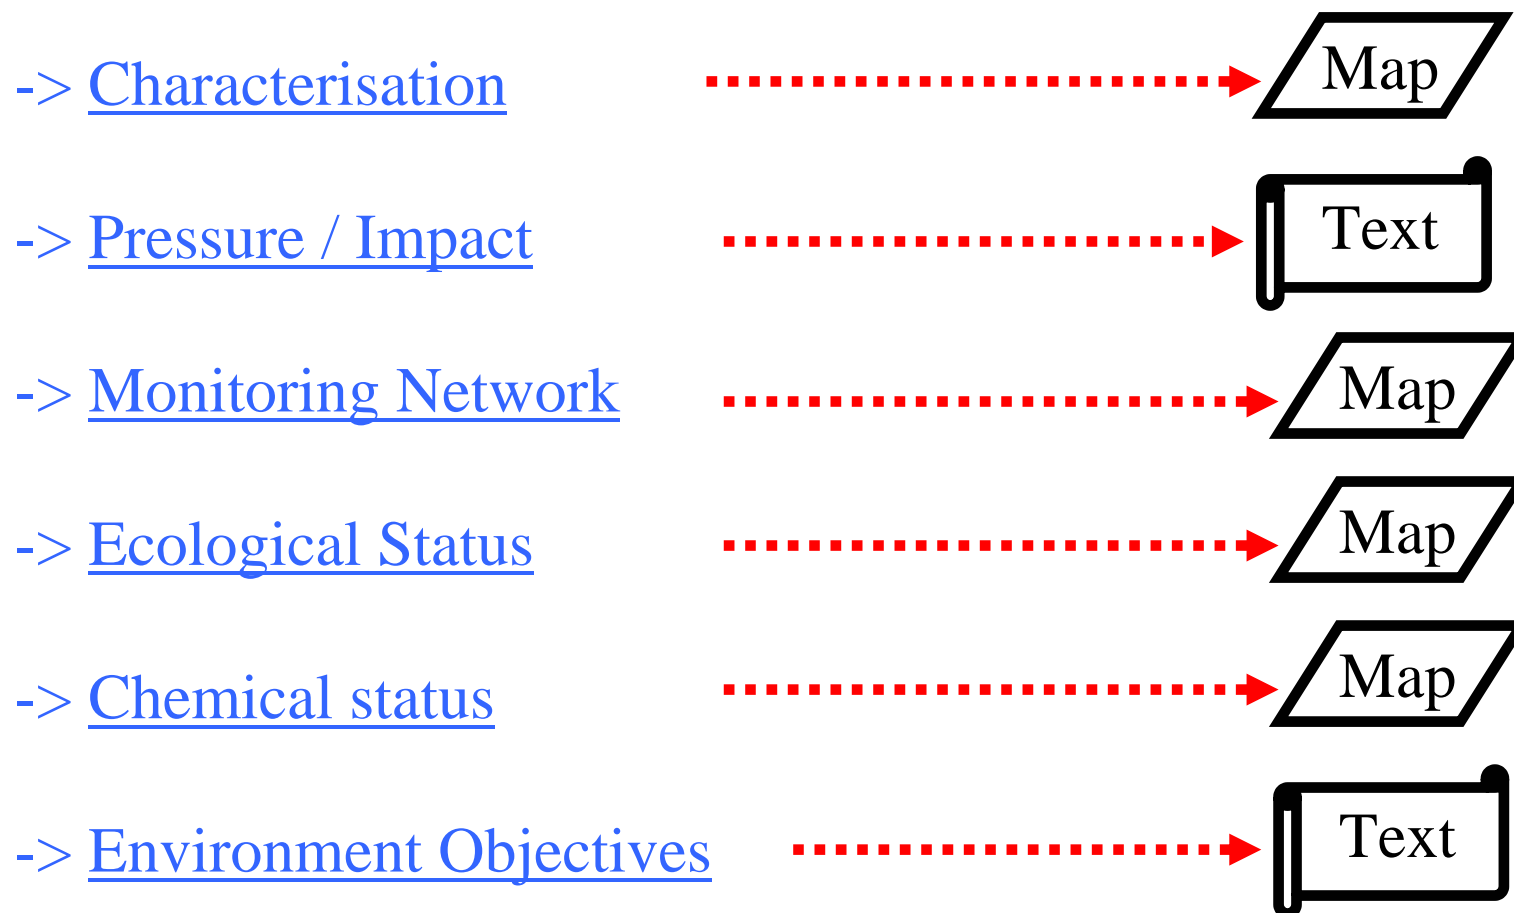 -> Characterisation Map
-> Pressure / Impact Text
-> Monitoring Network Map
-> Ecological Status Map
-> Chemical status Map
-> Environment Objectives Text